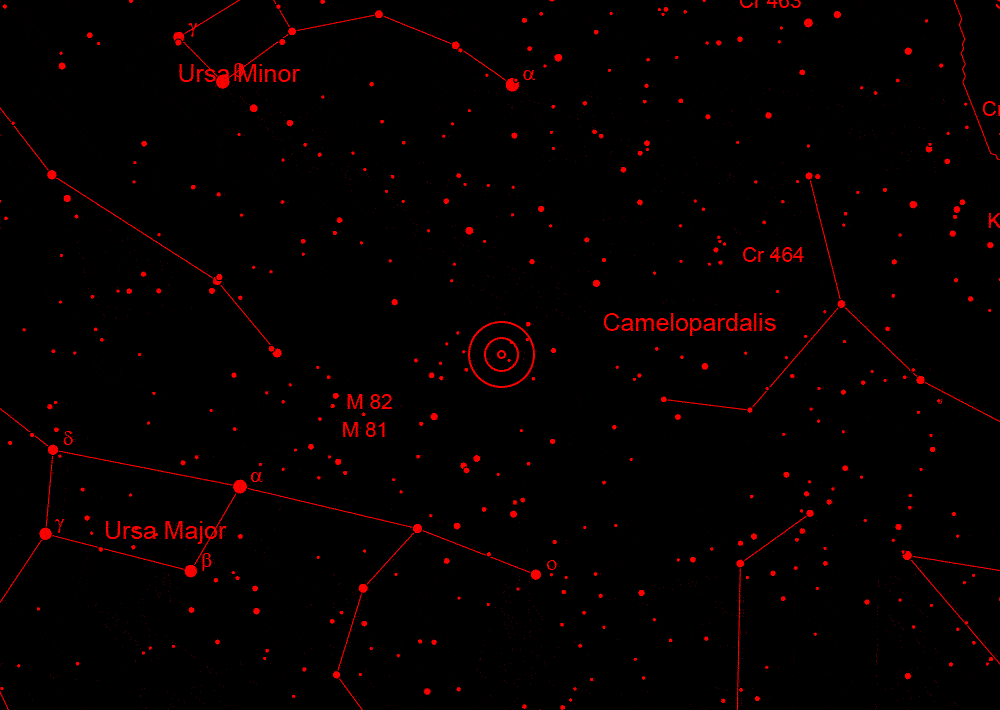 Cr 463
γ
Ursa Minor
β
α
Cr 464
Camelopardalis
M 82
M 81
δ
α
γ
Ursa Major
β
ο